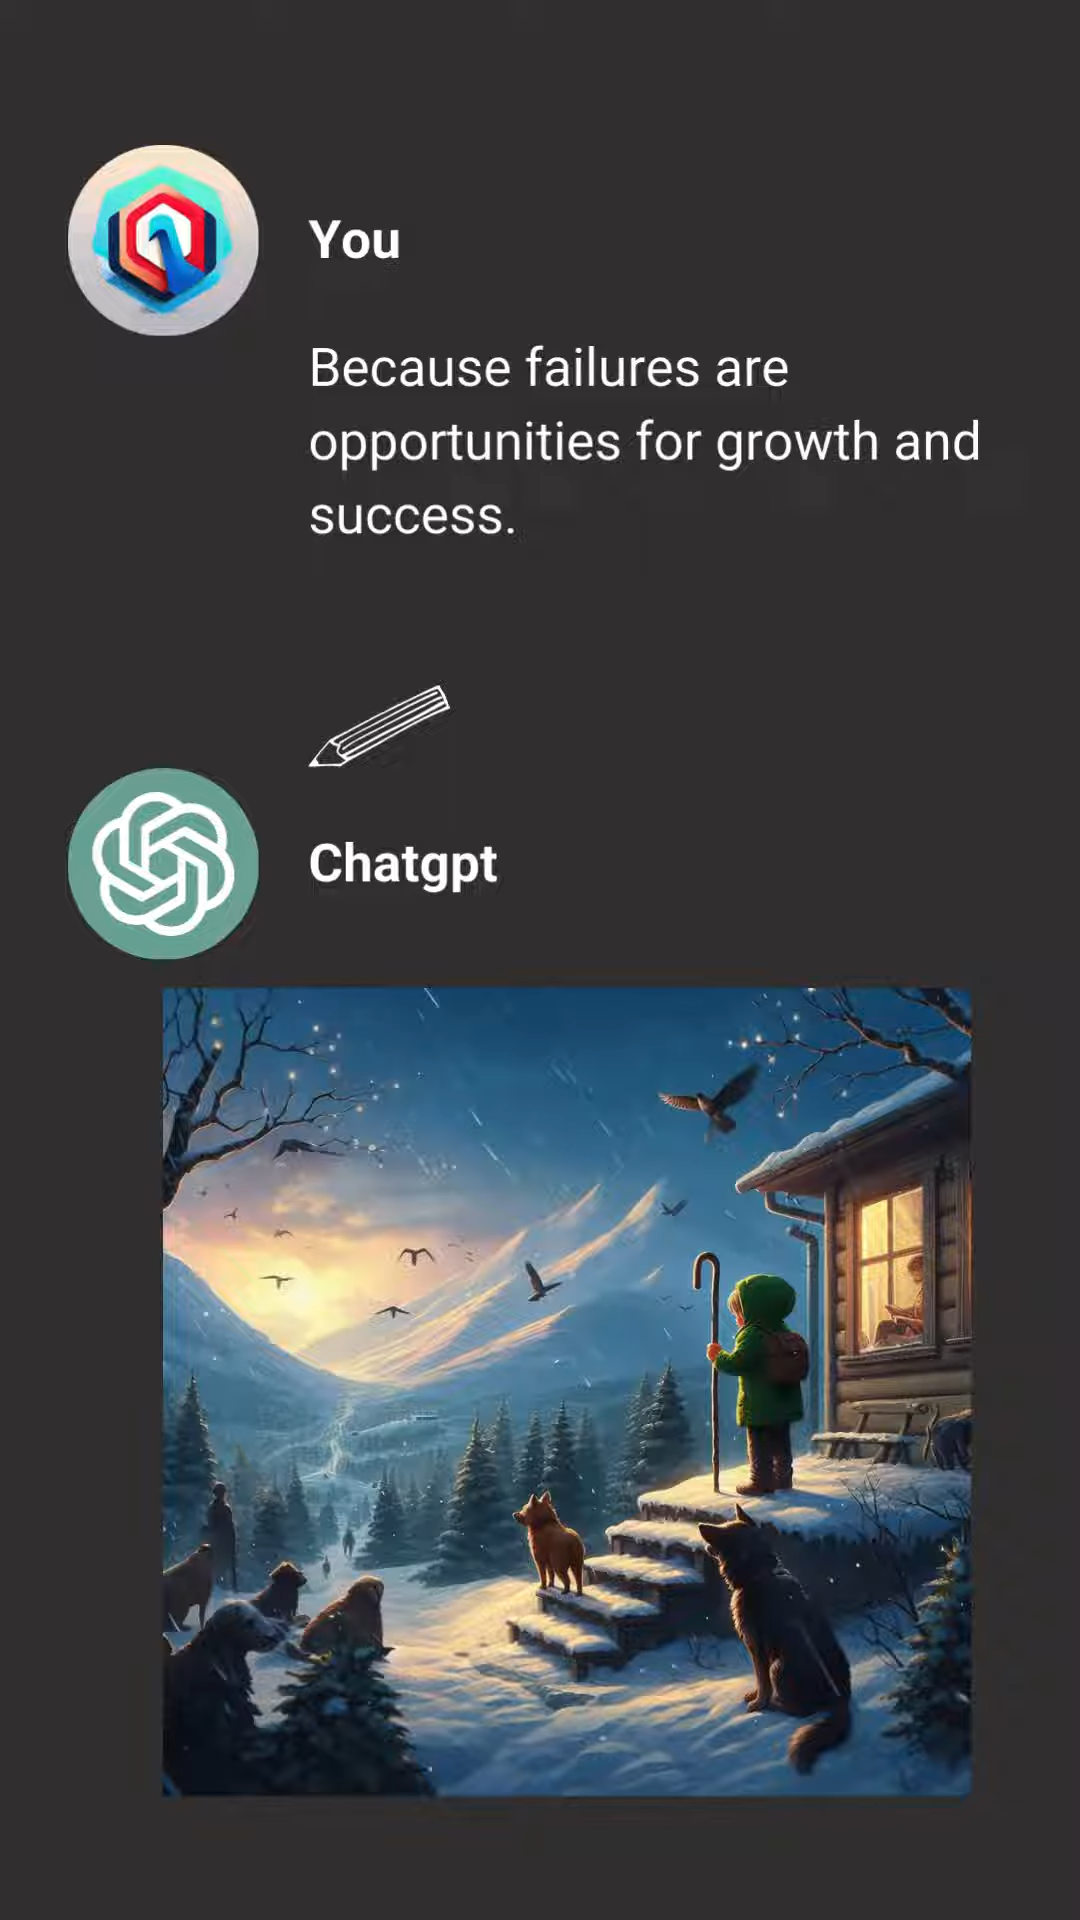 You
Because failures are
opportunities for growth and
success.
Chatgpt